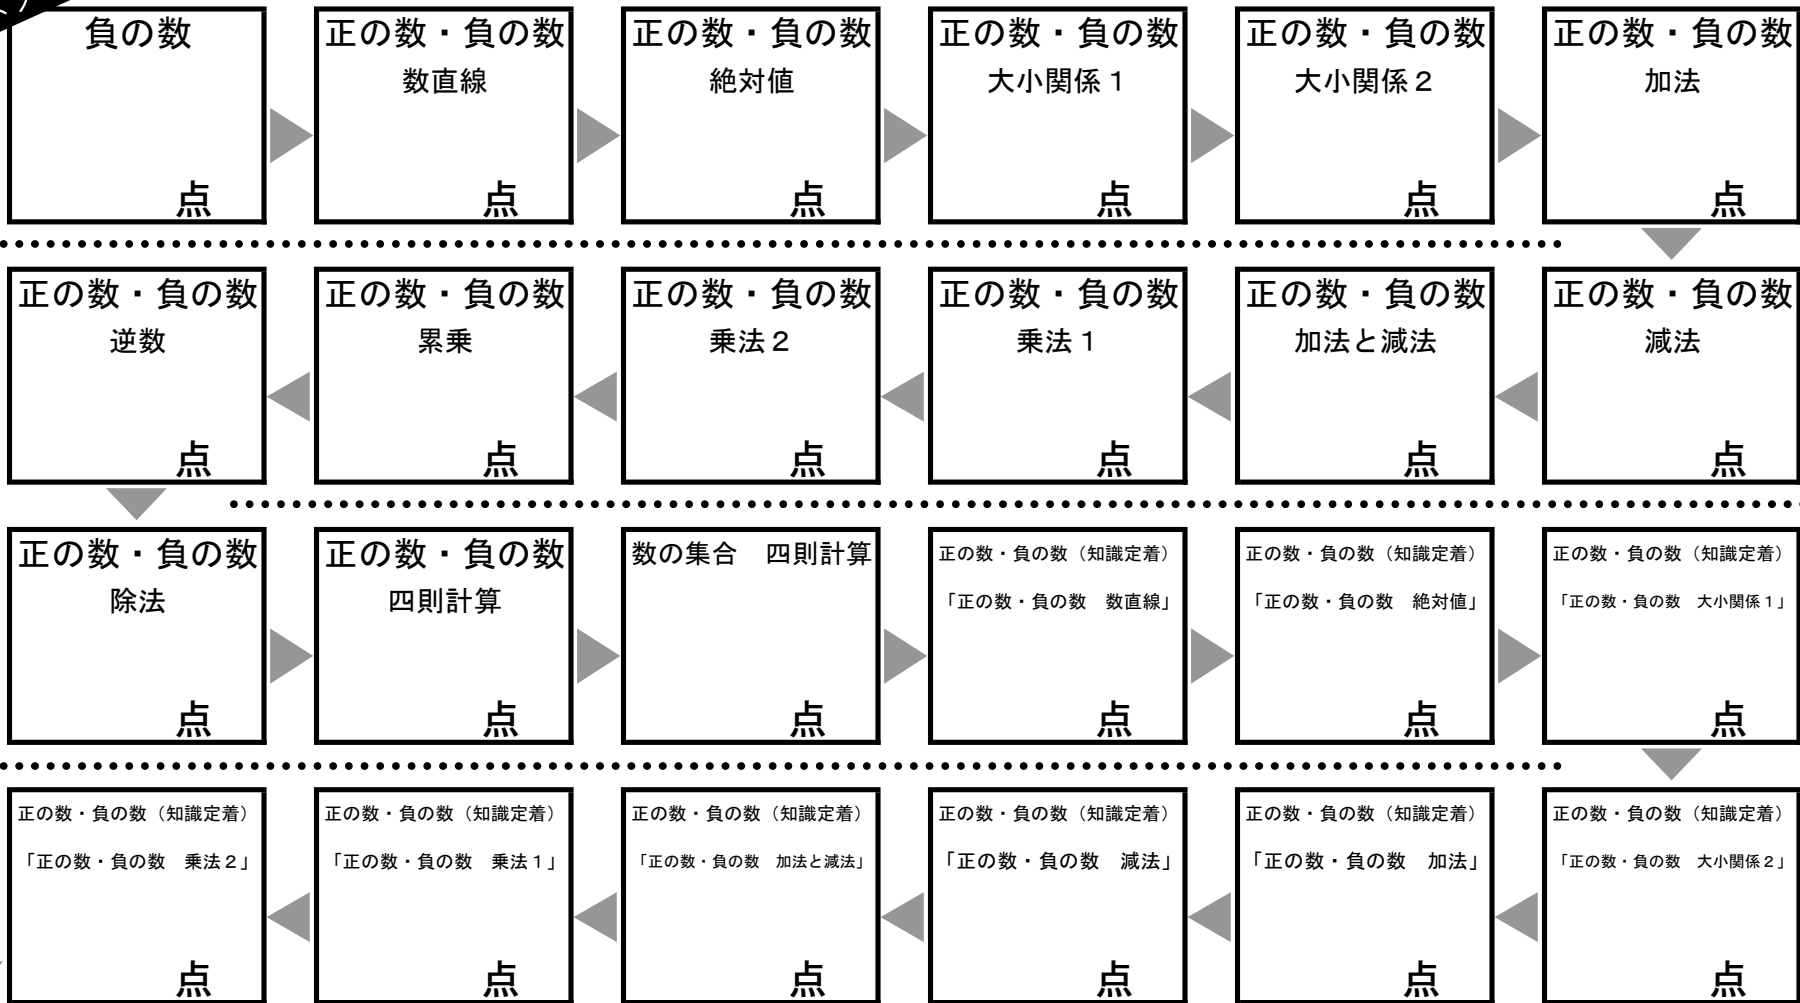 負の数
点
正の数・負の数
数直線
点
正の数・負の数
絶対値
点
正の数・負の数
大小関係１
点
正の数・負の数
大小関係２
点
正の数・負の数
加法
点
正の数・負の数
減法
点
正の数・負の数
加法と減法
点
正の数・負の数
乗法１
点
正の数・負の数
乗法２
点
正の数・負の数
累乗
点
正の数・負の数
逆数
点
正の数・負の数
除法
点
正の数・負の数
四則計算
点
数の集合　四則計算
点
正の数・負の数（知識定着）
「正の数・負の数　数直線」
点
正の数・負の数（知識定着）
「正の数・負の数　絶対値」
点
正の数・負の数（知識定着）
「正の数・負の数　大小関係１」
点
正の数・負の数（知識定着）
「正の数・負の数　大小関係２」
点
正の数・負の数（知識定着）
「正の数・負の数　加法」
点
正の数・負の数（知識定着）
「正の数・負の数　減法」
点
正の数・負の数（知識定着）
「正の数・負の数　加法と減法」
点
正の数・負の数（知識定着）
「正の数・負の数　乗法１」
点
正の数・負の数（知識定着）
「正の数・負の数　乗法２」
点